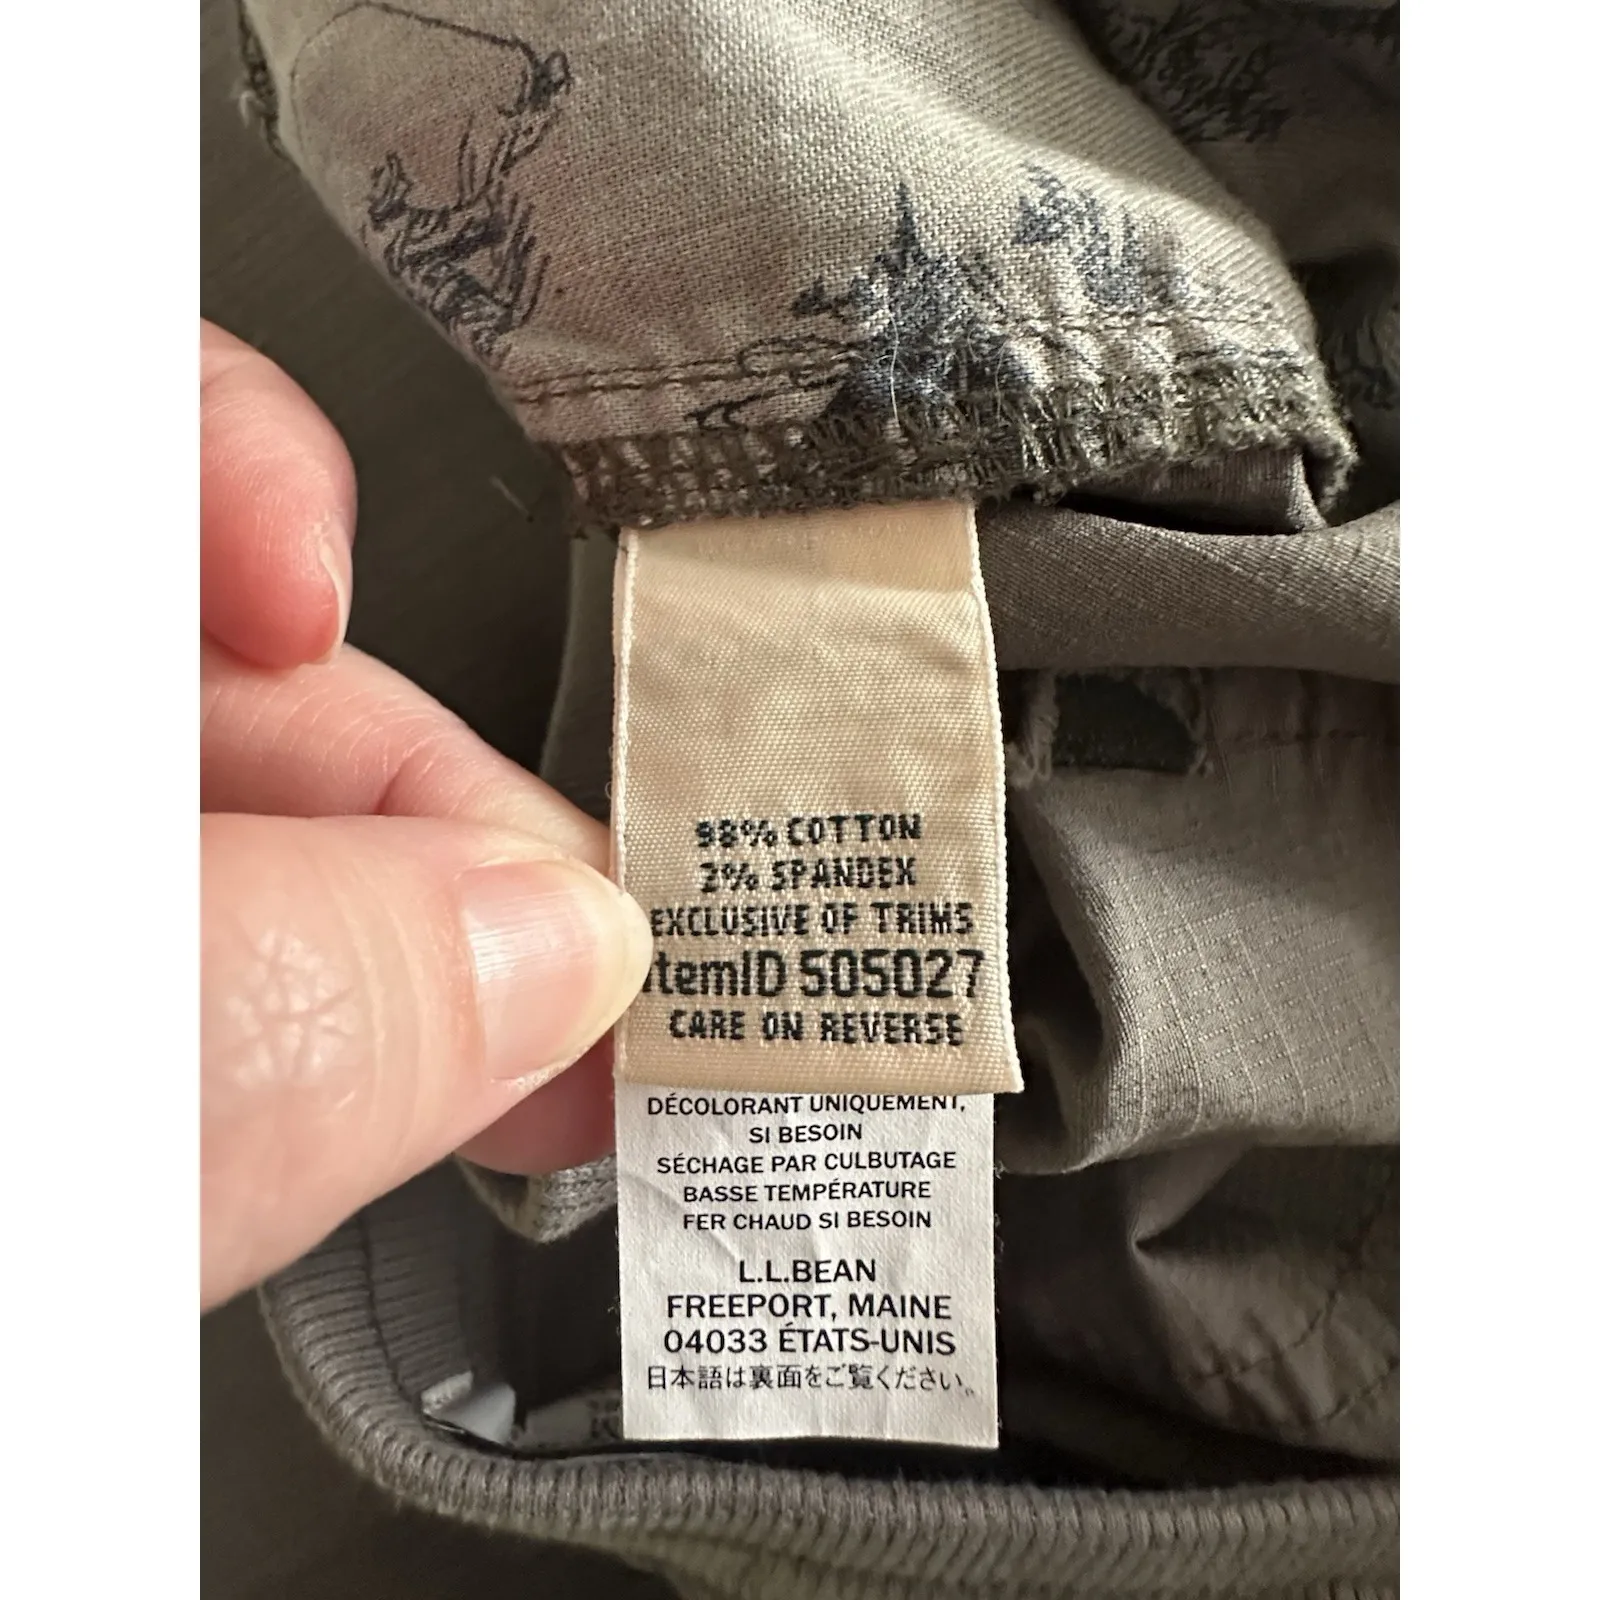 98% COTTON
2% SPANDEX
EXCLUSIVE OF TRIMS
temID 505027
CARE ON REVERSE
DÉCOLORANT UNIQUEMENT,
SI BESOIN
SÉCHAGE PAR CULBUTAGE
BASSE TEMPÉRATURE
FER CHAUD SI BESOIN
L.L.BEAN
FREEPORT, MAINE
04033 ÉTATS-UNIS
日本語は裏面をご覧ください。